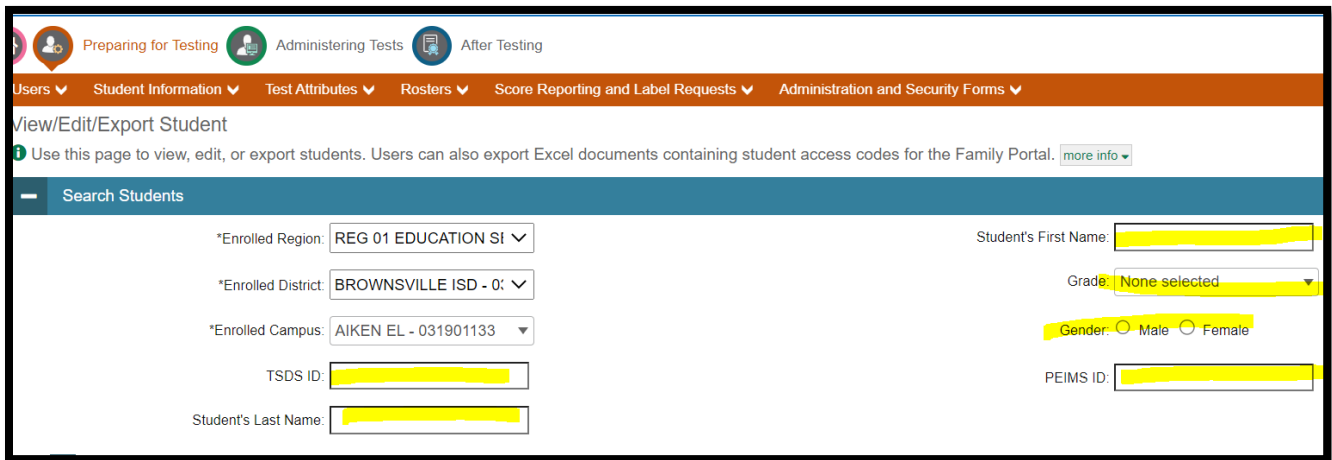 Preparing for Testing Administering Tests After Testing
Users Student Information Test Attributes Rosters Score Reporting and Label Requests Administration and Security Forms
View/Edit/Export Student
Use this page to view, edit, or export students. Users can also export Excel documents containing student access codes for the Family Portal. more info
Search Students
*Enrolled Region: REG 01 EDUCATION SE
*Enrolled District: BROWNSVILLE ISD - 03
*Enrolled Campus: AIKEN EL - 031901133
TSDS ID:
Student's Last Name:
Student's First Name:
Grade: None selected
Gender: Male Female
PEIMS ID: